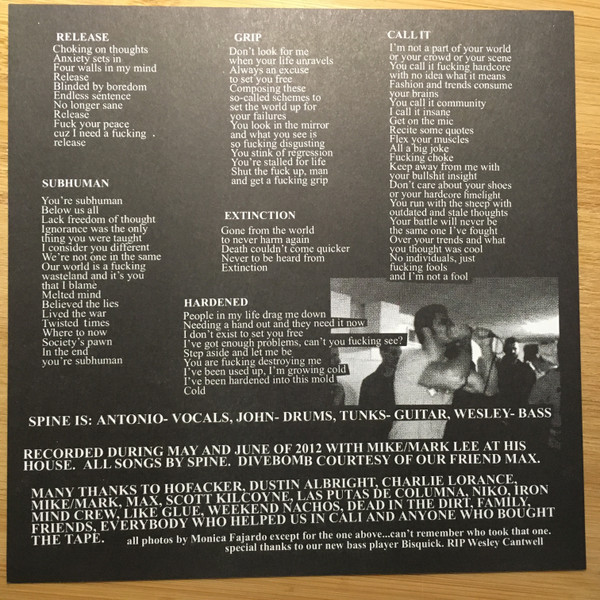 RELEASE
Choking on thoughts
Anxiety sets in
Four walls in my mind
Release
Blinded by boredom
Endless sentence
No longer sane
Release
Fuck your peace
cuz I need a fucking
release
SUBHUMAN
You're subhuman
Below us all
Lack freedom of thought
Ignorance was the only
thing you were taught
I consider you different
We're not one in the same
Our world is a fucking
wasteland and it's you
that I blame
Melted mind
Believed the lies
Lived the war
Twisted times
Where to now
Society's pawn
In the end
you're subhuman
GRIP
Don't look for me
when your life unravels
Always an excuse
to set you free
Composing these
so-called schemes to
set the world up for
your failures
You look in the mirror
and what you see is
so fucking disgusting
You stink of regression
You're stalled for life
Shut the fuck up, man
and get a fucking grip
EXTINCTION
Gone from the world
to never harm again
Death couldn't come quicker
Never to be heard from
Extinction
CALL IT
I'm not a part of your world
or your crowd or your scene
You call it fucking hardcore
with no idea what it means
Fashion and trends consume
your brains
You call it community
I call it insane
Get on the mic
Recite some quotes
Flex your muscles
All a big joke
Fucking choke
Keep away from me with
your bullshit insight
Don't care about your shoes
or your hardcore limelight
You run with the sheep with
outdated and stale thoughts
Your battle will never be
the same one I've fought
Over your trends and what
you thought was cool
No individuals, just
fucking fools
and I'm not a fool
HARDENED
People in my life drag me down
Needing a hand out and they need it now
I don't exist to set you free
I've got enough problems, can't you fucking see?
Step aside and let me be
You are fucking destroying me
I've been used up, I'm growing cold
I've been hardened into this mold
Cold
SPINE IS: ANTONIO- VOCALS, JOHN- DRUMS, TUNKS- GUITAR, WESLEY- BASS
RECORDED DURING MAY AND JUNE OF 2012 WITH MIKE/MARK LEE AT HIS
HOUSE. ALL SONGS BY SPINE. DIVEBOMB COURTESY OF OUR FRIEND MAX.
MANY THANKS TO HOFACKER, DUSTIN ALBRIGHT, CHARLIE LORANCE,
MIKE/MARK, MAX, SCOTT KILCOYNE, LAS PUTAS DE COLUMNA, NIKO, IRON
MIND CREW, LIKE GLUE, WEEKEND NACHOS, DEAD IN THE DIRT, FAMILY,
FRIENDS, EVERYBODY WHO HELPED US IN CALI AND ANYONE WHO BOUGHT
THE TAPE.
all photos by Monica Fajardo except for the one above...can't remember who took that one.
special thanks to our new bass player Bisquick. RIP Wesley Cantwell